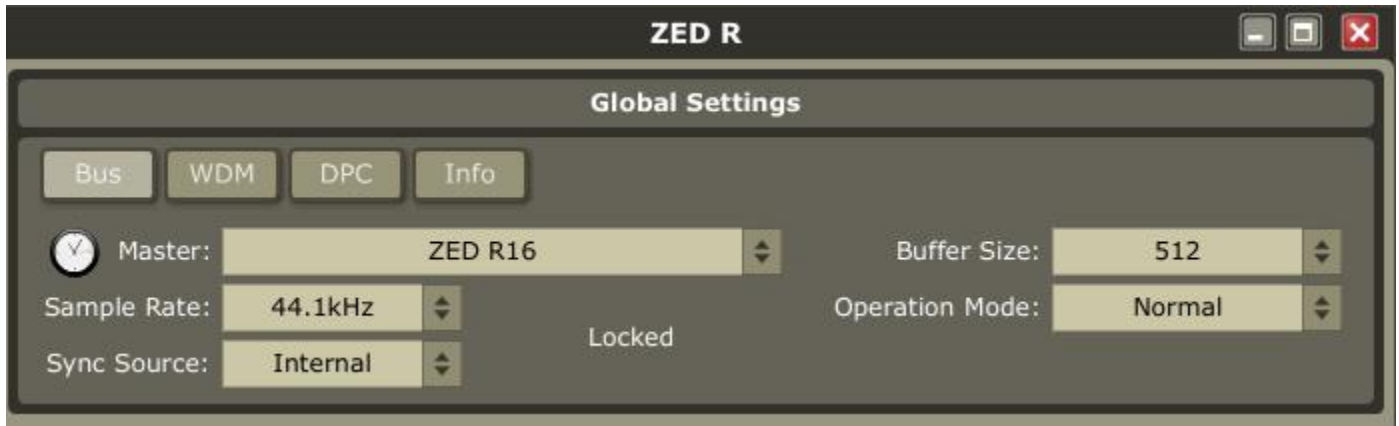 ZED R
Global Settings
Bus WDM DPC Info
Master: ZED R16 Buffer Size: 512
Sample Rate: 44.1kHz Operation Mode: Normal
Locked
Sync Source: Internal